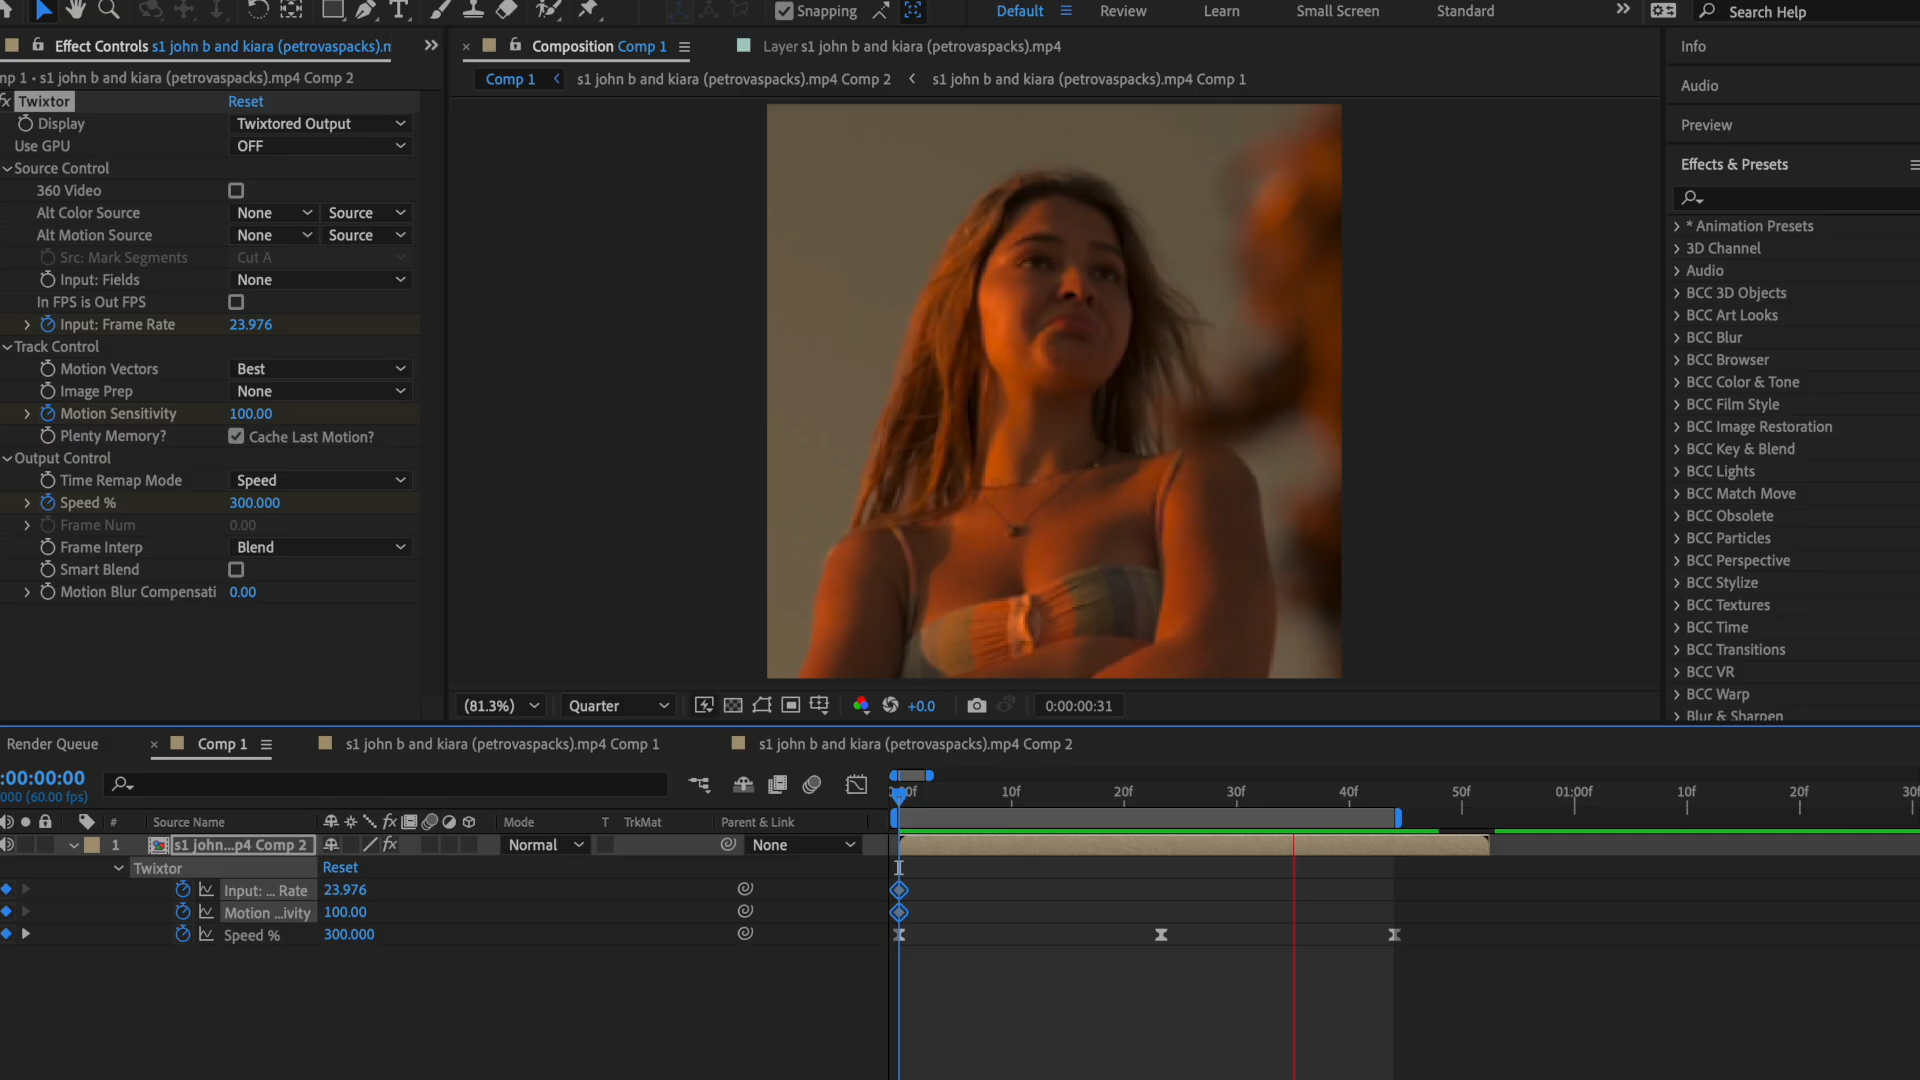 Snapping
Default
Review
Learn
Small Screen
Standard
Search Help
Effect Controls s1 john b and kiara (petrovaspacks).n
Composition Comp 1
Layer s1 john b and kiara (petrovaspacks).mp4
Info
mp 1 • s1 john b and kiara (petrovaspacks).mp4 Comp 2
Comp 1
s1 john b and kiara (petrovaspacks).mp4 Comp 2
s1 john b and kiara (petrovaspacks).mp4 Comp 1
Audio
fx Twixtor Reset
Display Twixtored Output
Preview
Use GPU OFF
Source Control
Effects & Presets
360 Video
Alt Color Source None Source
Alt Motion Source None Source
Src: Mark Segments Cut A
Input: Fields None
In FPS is Out FPS
Input: Frame Rate 23.976
Track Control
Motion Vectors Best
Image Prep None
Motion Sensitivity 100.00
Plenty Memory? Cache Last Motion?
Output Control
Time Remap Mode Speed
Speed % 300.000
Frame Num 0.00
Frame Interp Blend
Smart Blend
Motion Blur Compensati 0.00
* Animation Presets
3D Channel
Audio
BCC 3D Objects
BCC Art Looks
BCC Blur
BCC Browser
BCC Color & Tone
BCC Film Style
BCC Image Restoration
BCC Key & Blend
BCC Lights
BCC Match Move
BCC Obsolete
BCC Particles
BCC Perspective
BCC Stylize
BCC Textures
BCC Time
BCC Transitions
BCC VR
BCC Warp
Blur & Sharpen
(81.3%) Quarter +0.0 0:00:00:31
Render Queue
Comp 1
s1 john b and kiara (petrovaspacks).mp4 Comp 1
s1 john b and kiara (petrovaspacks).mp4 Comp 2
:00:00:00
000 (60.00 fps)
:00f 10f 20f 30f 40f 50f 01:00f 10f 20f 30
# Source Name fx Mode T TrkMat Parent & Link
1 s1 john...p4 Comp 2 fx Normal None
Twixtor Reset
Input: ... Rate 23.976
Motion ...ivity 100.00
Speed % 300.000